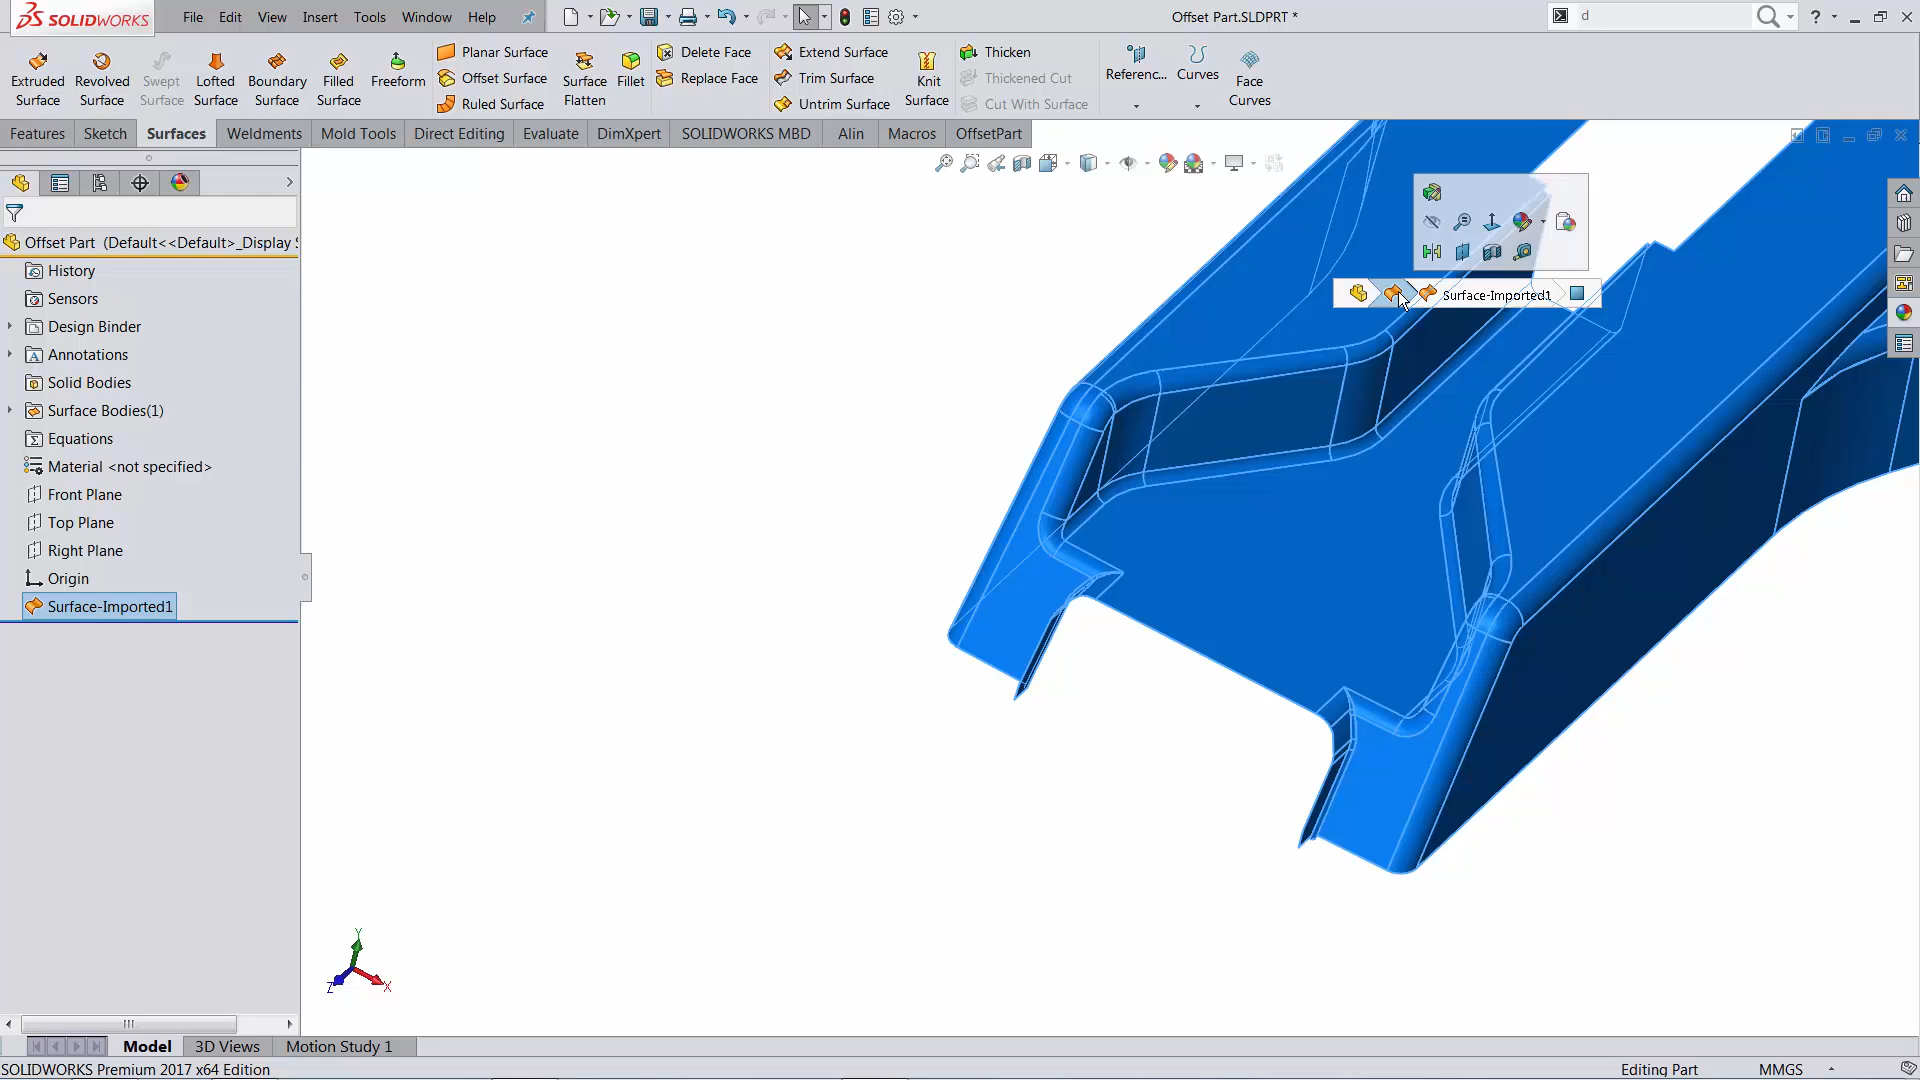 SOLIDWORKS File Edit View Insert Tools Window Help Offset Part.SLDPRT * d ?
Extruded Surface
Revolved Surface
Swept Surface
Lofted Surface
Boundary Surface
Filled Surface
Freeform
Planar Surface
Offset Surface
Ruled Surface
Surface Flatten
Fillet
Delete Face
Replace Face
Extend Surface
Trim Surface
Untrim Surface
Knit Surface
Thicken
Thickened Cut
Cut With Surface
Referenc...
Curves
Face Curves
Features Sketch Surfaces Weldments Mold Tools Direct Editing Evaluate DimXpert SOLIDWORKS MBD Alin Macros OffsetPart
Offset Part (Default<<Default>_Display S
History
Sensors
Design Binder
Annotations
Solid Bodies
Surface Bodies(1)
Equations
Material <not specified>
Front Plane
Top Plane
Right Plane
Origin
Surface-Imported1
Surface-Imported1
Y
Z X
Model 3D Views Motion Study 1
SOLIDWORKS Premium 2017 x64 Edition Editing Part MMGS